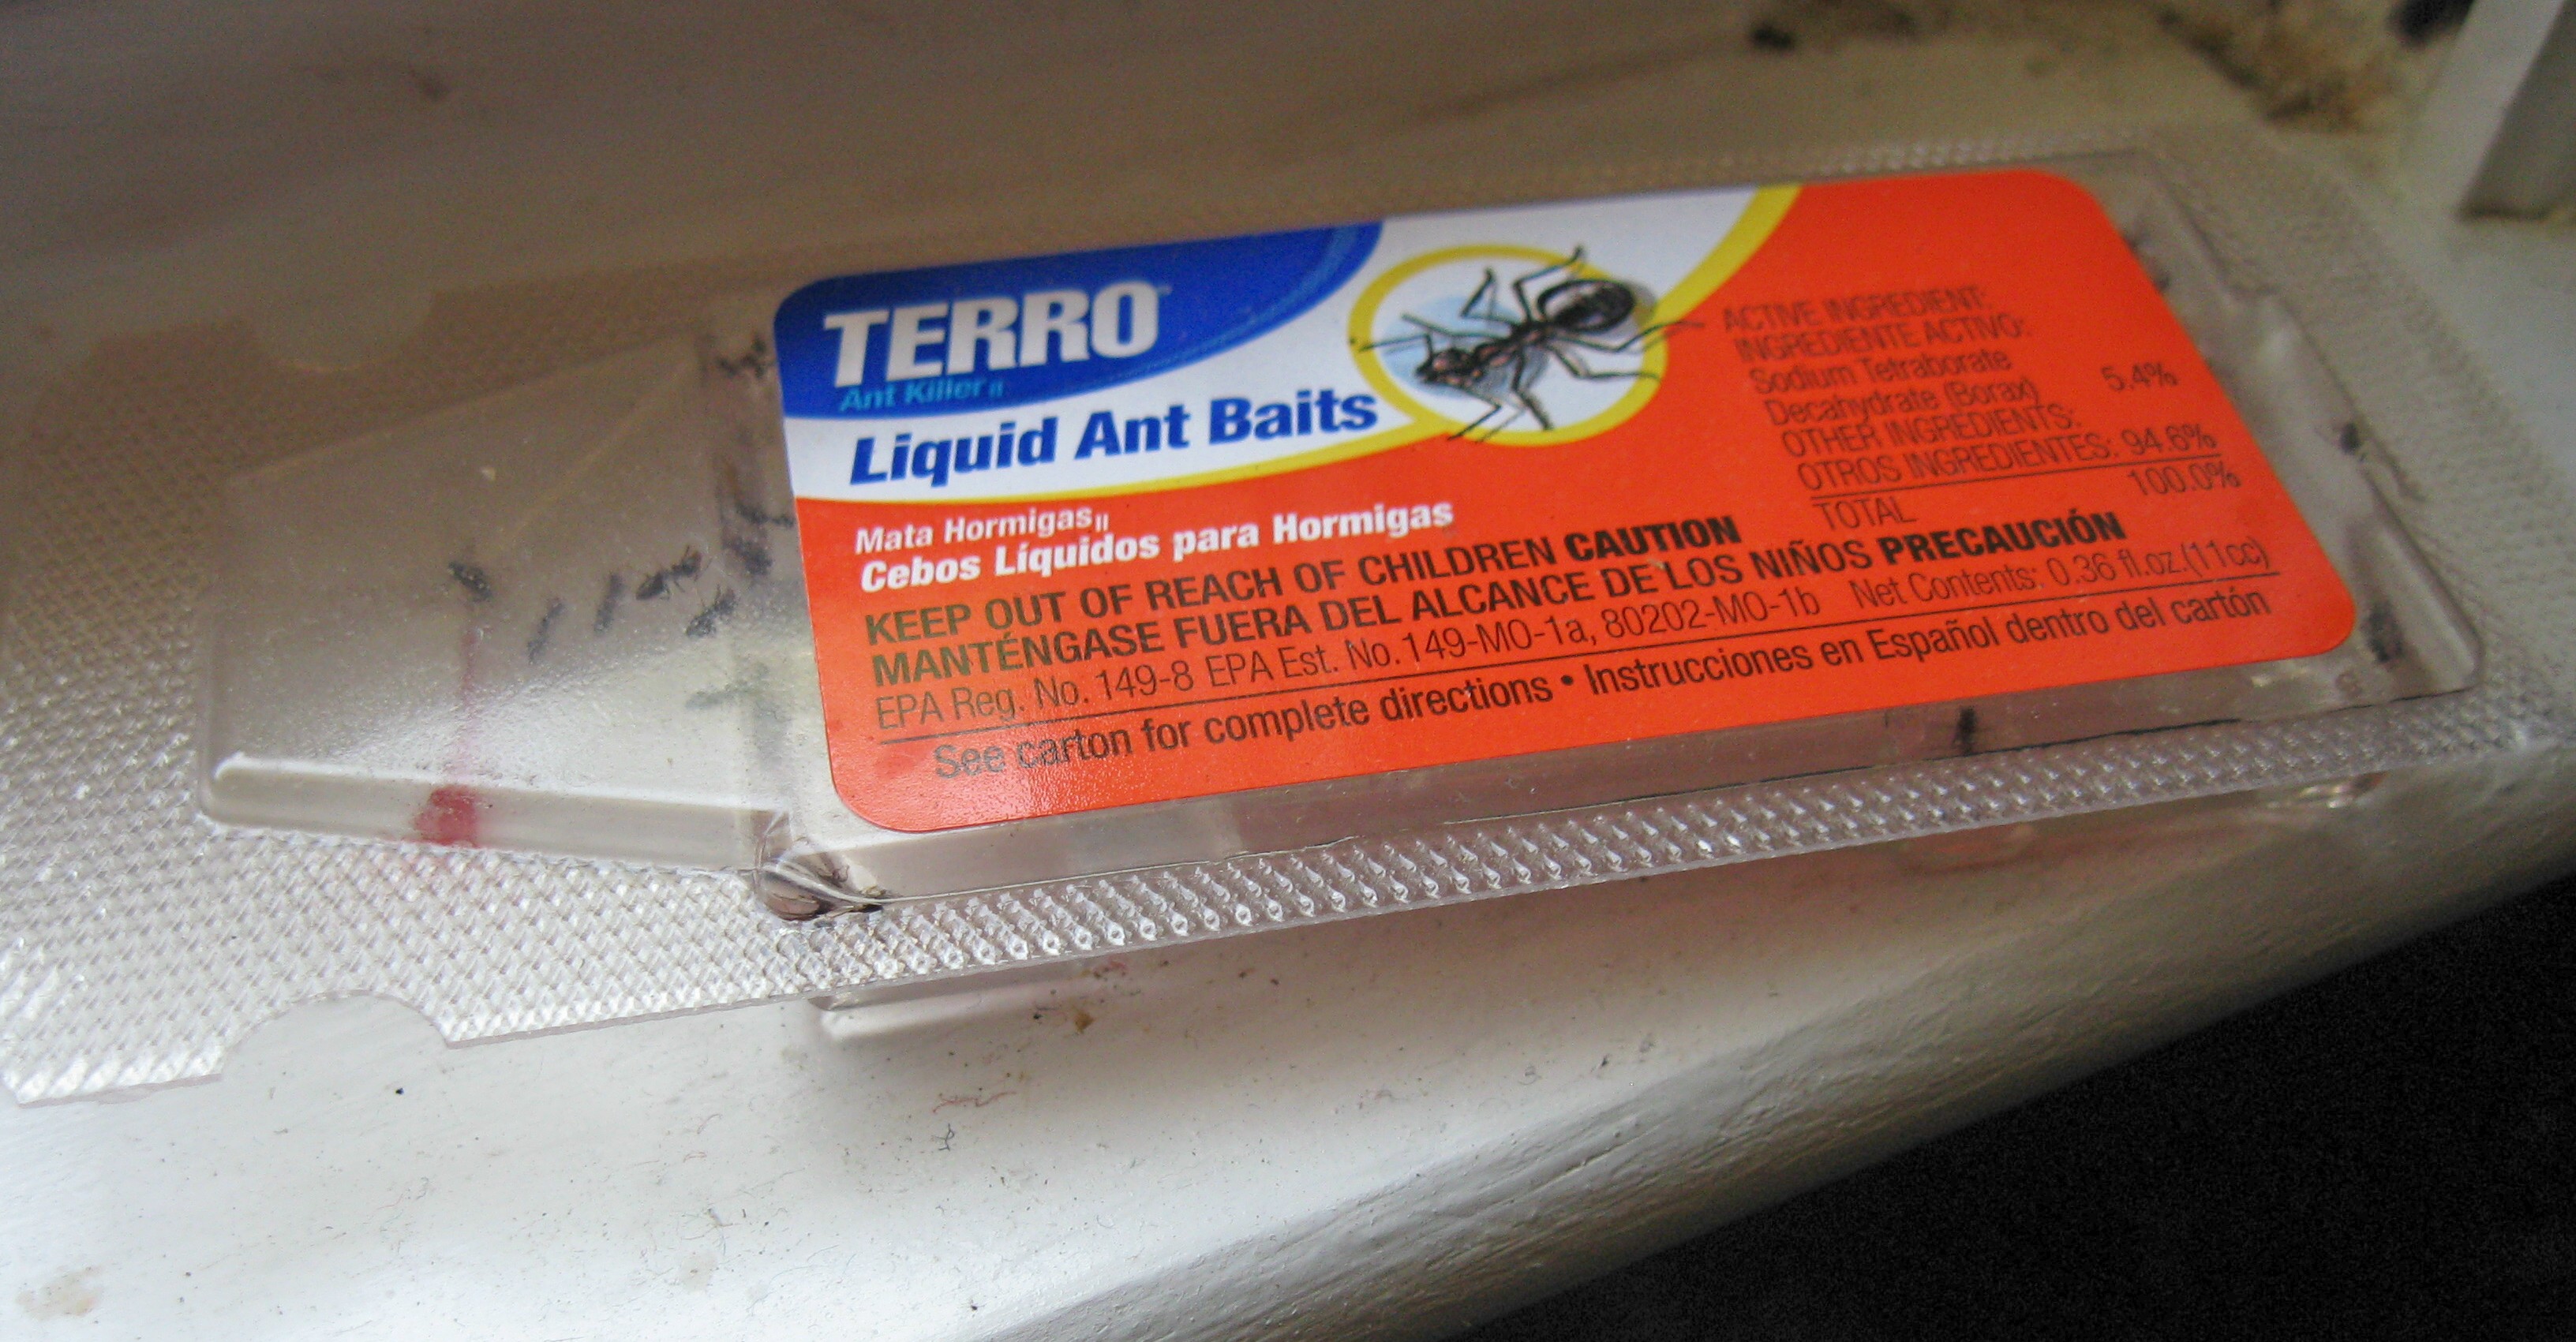 TERRO
Ant Killer II
Liquid Ant Baits
Mata Hormigas II
Cebos Líquidos para Hormigas
ACTIVE INGREDIENT:
INGREDIENTE ACTIVO:
Sodium Tetraborate
Decahydrate (Borax) 5.4%
OTHER INGREDIENTS:
OTROS INGREDIENTES: 94.6%
TOTAL 100.0%
KEEP OUT OF REACH OF CHILDREN CAUTION
MANTÉNGASE FUERA DEL ALCANCE DE LOS NIÑOS PRECAUCIÓN
EPA Reg. No. 149-8 EPA Est. No. 149-MO-1a, 80202-MO-1b Net Contents: 0.36 fl.oz.(11cc)
See carton for complete directions • Instrucciones en Español dentro del cartón